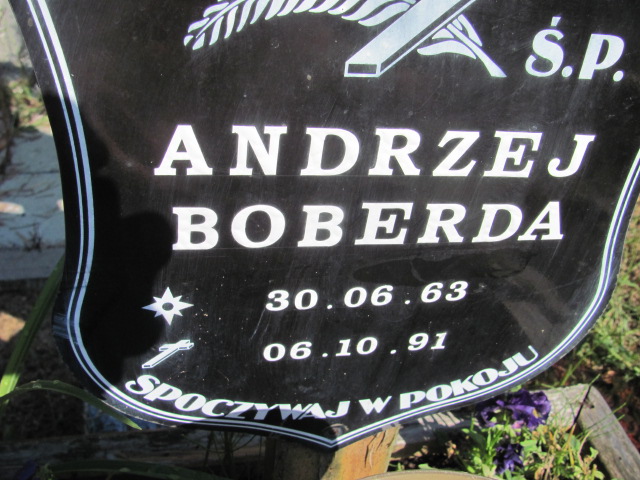 Ś.P.
ANDRZEJ
BOBERDA
30.06.63
06.10.91
SPOCZYWAJ W POKOJU